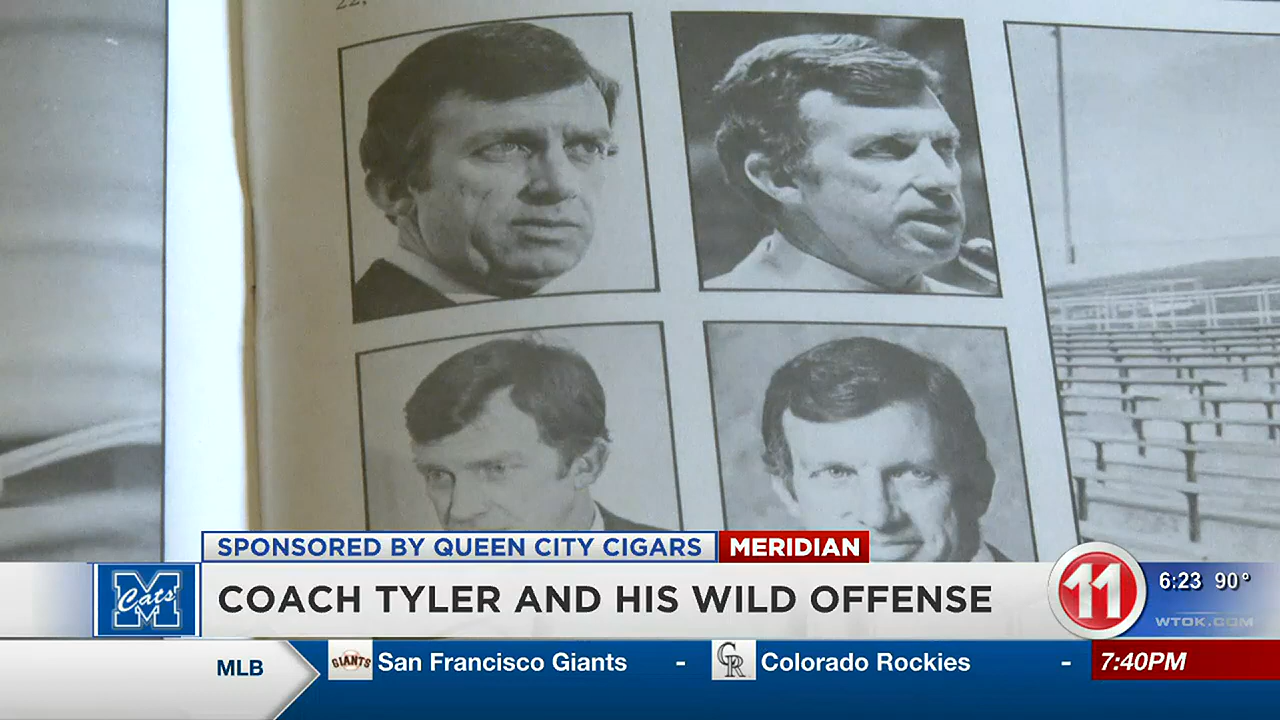 22.
SPONSORED BY QUEEN CITY CIGARS
MERIDIAN
Cats
M
COACH TYLER AND HIS WILD OFFENSE
11
6:23 90°
WTOK.COM
MLB
GIANTS
San Francisco Giants -
CR
Colorado Rockies -
7:40PM